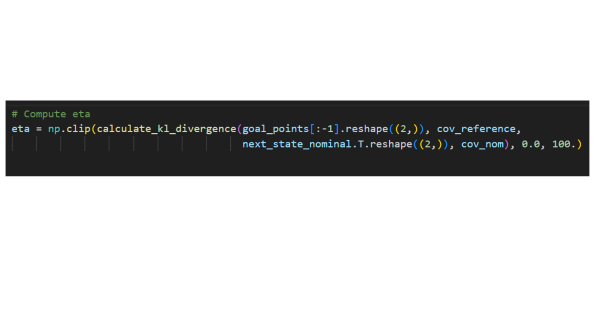 # Compute eta
eta = np.clip(calculate_kl_divergence(goal_points[:-1].reshape((2,)), cov_reference,
next_state_nominal.T.reshape((2,)), cov_nom), 0.0, 100.)